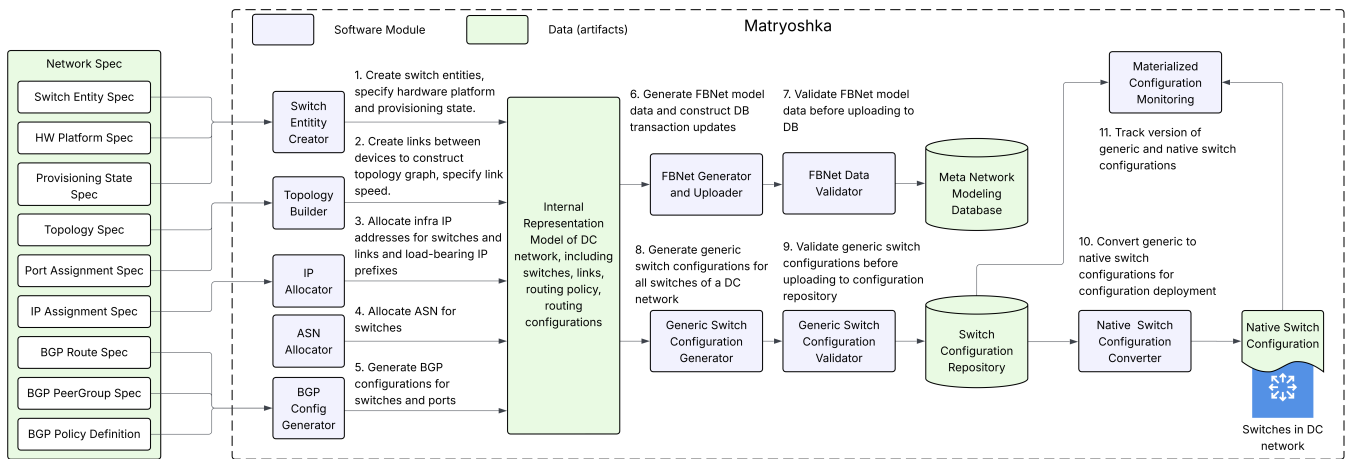 Matryoshka
Software Module
Data (artifacts)
Network Spec
Switch Entity Spec
HW Platform Spec
Provisioning State
Spec
Topology Spec
Port Assignment Spec
IP Assignment Spec
BGP Route Spec
BGP PeerGroup Spec
BGP Policy Definition
Switch
Entity
Creator
Topology
Builder
IP
Allocator
ASN
Allocator
BGP
Config
Generator
1. Create switch entities,
specify hardware platform
and provisioning state.
2. Create links between
devices to construct
topology graph, specify link
speed.
3. Allocate infra IP
addresses for switches and
links and load-bearing IP
prefixes
4. Allocate ASN for
switches
5. Generate BGP
configurations for
switches and ports
Internal
Representation
Model of DC
network, including
switches, links,
routing policy,
routing
configurations
6. Generate FBNet model
data and construct DB
transaction updates
7. Validate FBNet model
data before uploading to
DB
FBNet Generator
and Uploader
FBNet Data
Validator
Meta Network
Modeling
Database
8. Generate generic
switch configurations for
all switches of a DC
network
9. Validate generic switch
configurations before
uploading to configuration
repository
Generic Switch
Configuration
Generator
Generic Switch
Configuration
Validator
Switch
Configuration
Repository
Materialized
Configuration
Monitoring
11. Track version of
generic and native switch
configurations
10. Convert generic to
native switch
configurations for
configuration deployment
Native Switch
Configuration
Converter
Native Switch
Configuration
Switches in DC
network